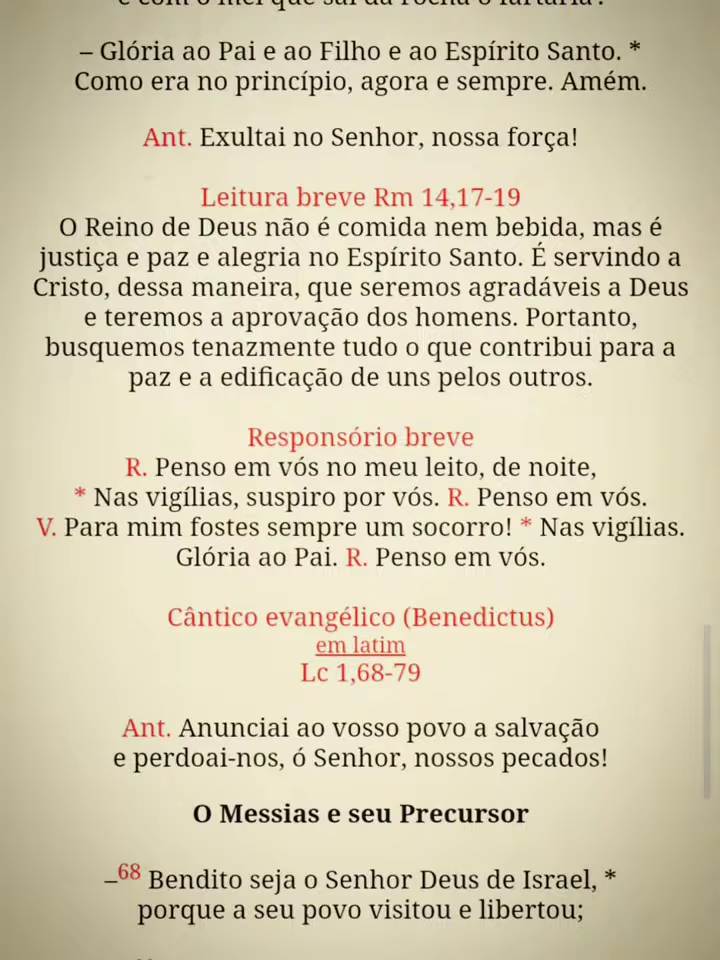 e com o mel que sai da rocha o fartaria.
– Glória ao Pai e ao Filho e ao Espírito Santo. *
Como era no princípio, agora e sempre. Amém.
Ant. Exultai no Senhor, nossa força!
Leitura breve Rm 14,17-19
O Reino de Deus não é comida nem bebida, mas é
justiça e paz e alegria no Espírito Santo. É servindo a
Cristo, dessa maneira, que seremos agradáveis a Deus
e teremos a aprovação dos homens. Portanto,
busquemos tenazmente tudo o que contribui para a
paz e a edificação de uns pelos outros.
Responsório breve
R. Penso em vós no meu leito, de noite,
* Nas vigílias, suspiro por vós. R. Penso em vós.
V. Para mim fostes sempre um socorro! * Nas vigílias.
Glória ao Pai. R. Penso em vós.
Cântico evangélico (Benedictus)
em latim
Lc 1,68-79
Ant. Anunciai ao vosso povo a salvação
e perdoai-nos, ó Senhor, nossos pecados!
O Messias e seu Precursor
–68 Bendito seja o Senhor Deus de Israel, *
porque a seu povo visitou e libertou;